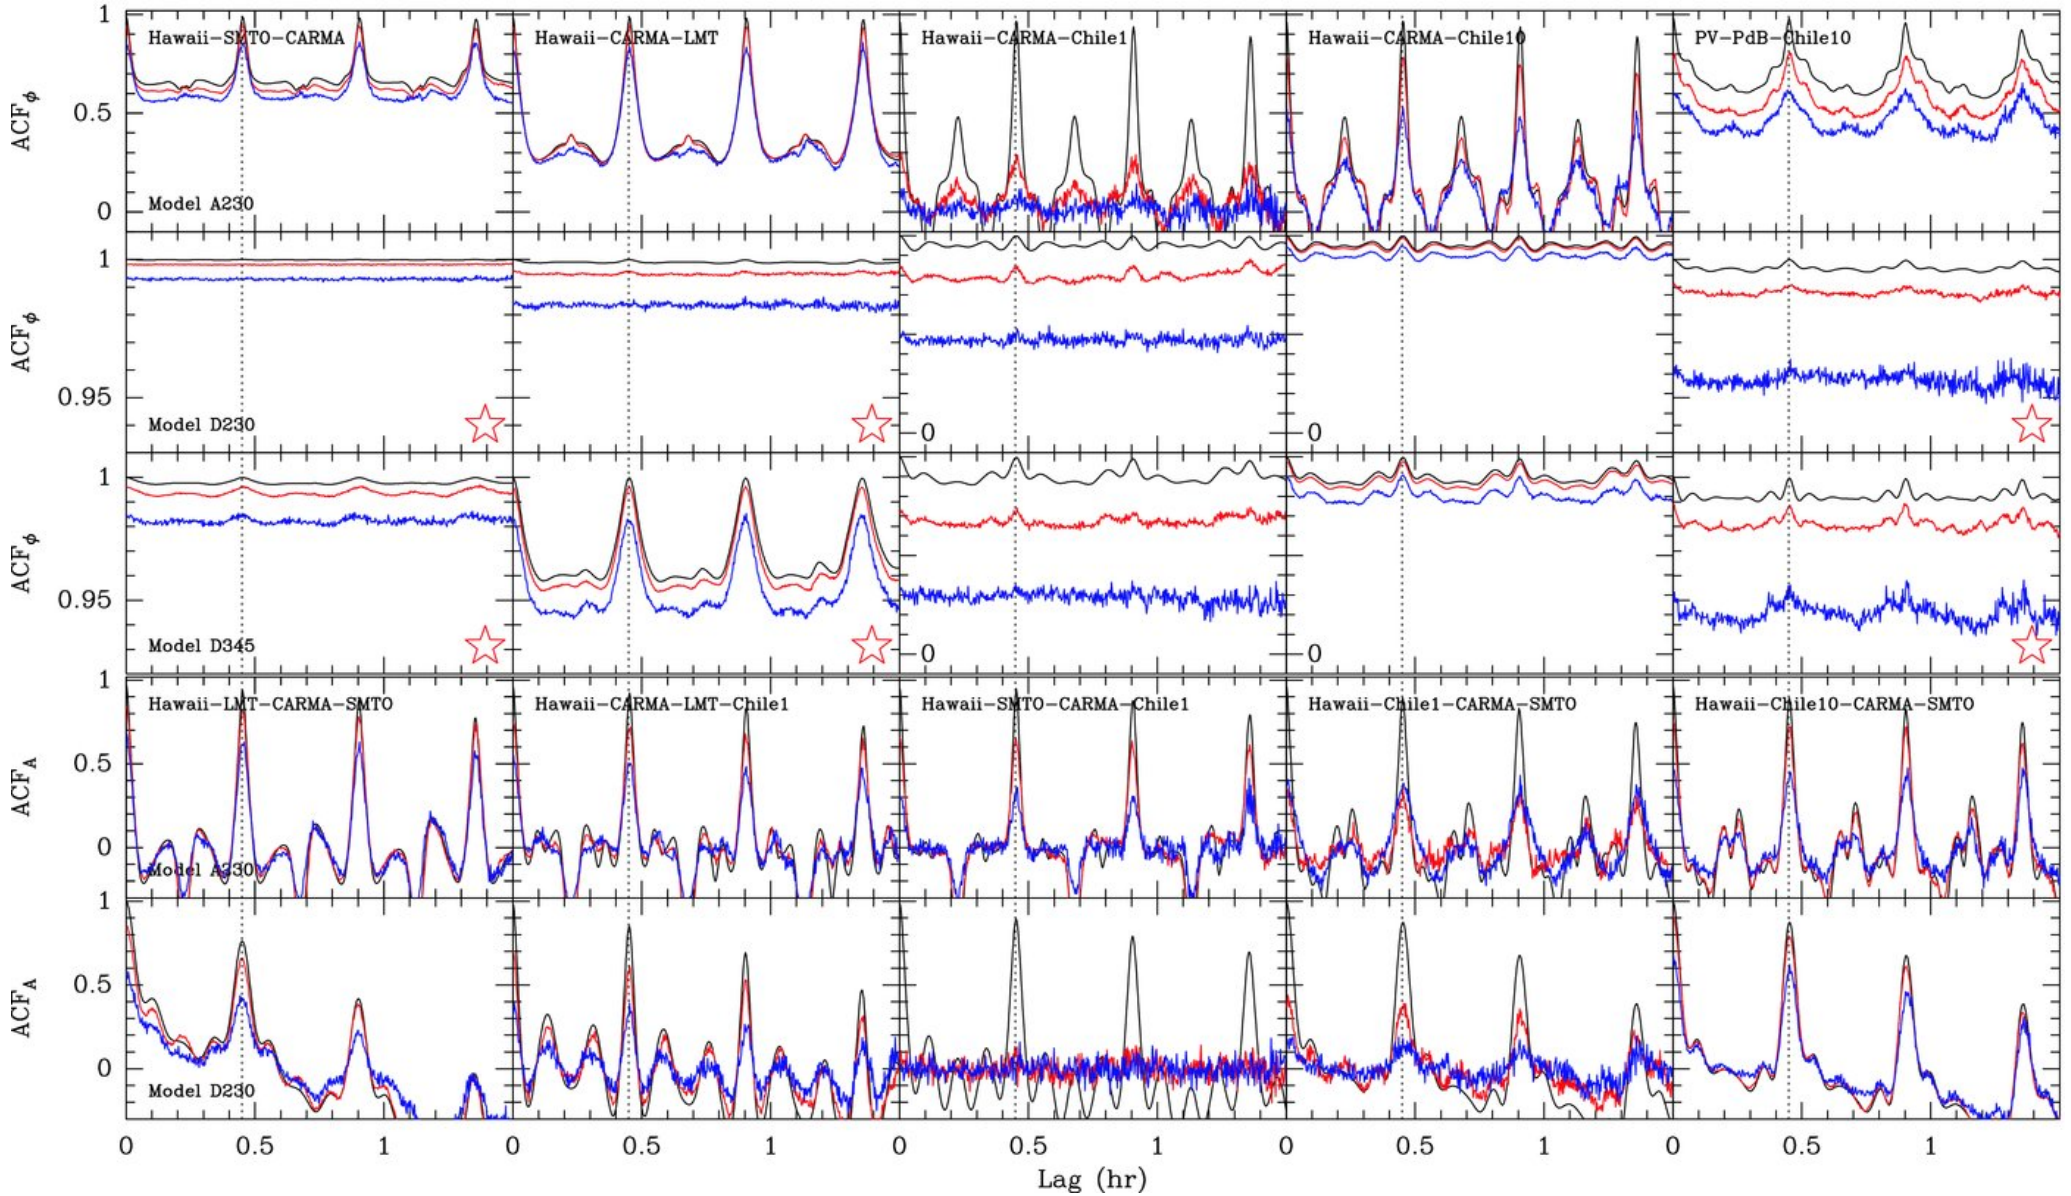 Hawaii-SMTO-CARMA
Hawaii-CARMA-LMT
Hawaii-CARMA-Chile1
Hawaii-CARMA-Chile10
PV-PdB-Chile10
1
0.5
0
ACFϕ
Model A230
1
0.95
ACFϕ
Model D230
0
0
1
0.95
ACFϕ
Model D345
0
0
Hawaii-LMT-CARMA-SMTO
Hawaii-CARMA-LMT-Chile1
Hawaii-SMTO-CARMA-Chile1
Hawaii-Chile1-CARMA-SMTO
Hawaii-Chile10-CARMA-SMTO
1
0.5
0
ACFA
Model A230
1
0.5
0
ACFA
Model D230
0 0.5 1 0 0.5 1 0 0.5 1 0 0.5 1 0 0.5 1
Lag (hr)